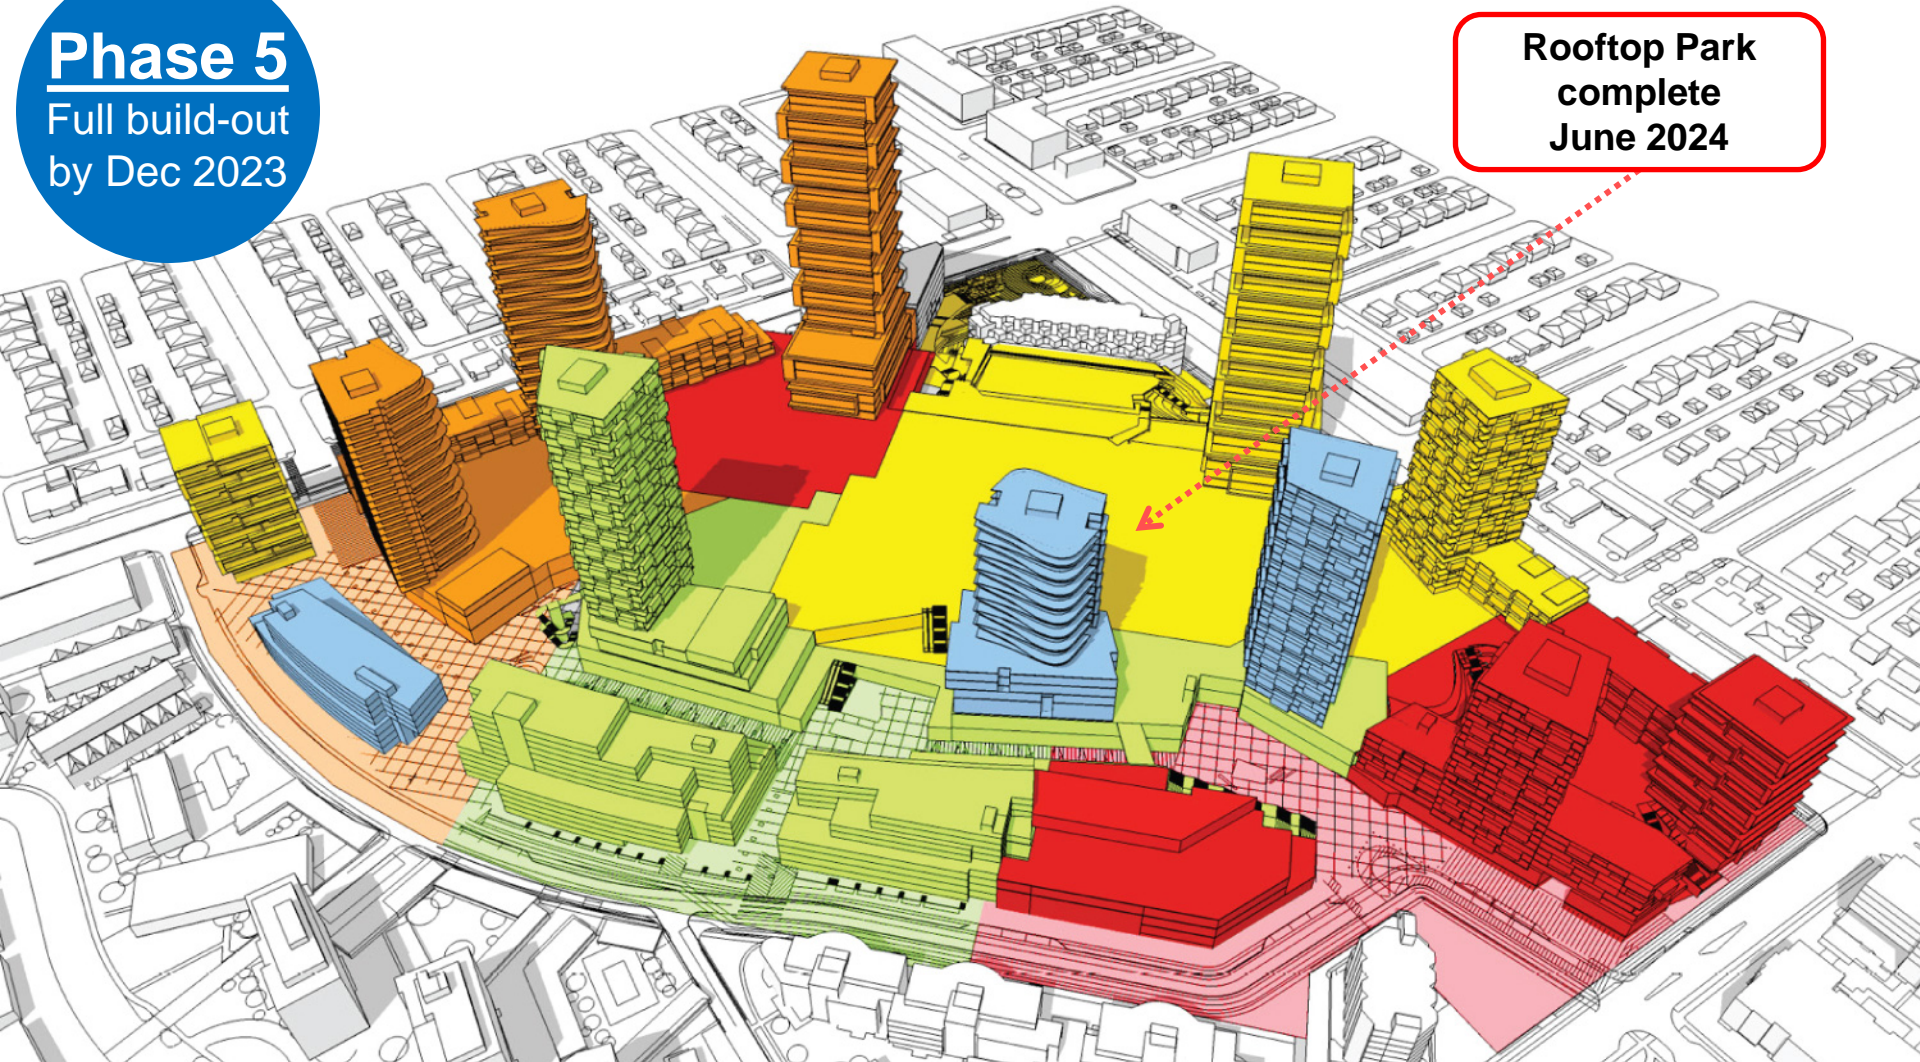 Phase 5
Full build-out
by Dec 2023
Rooftop Park
complete
June 2024